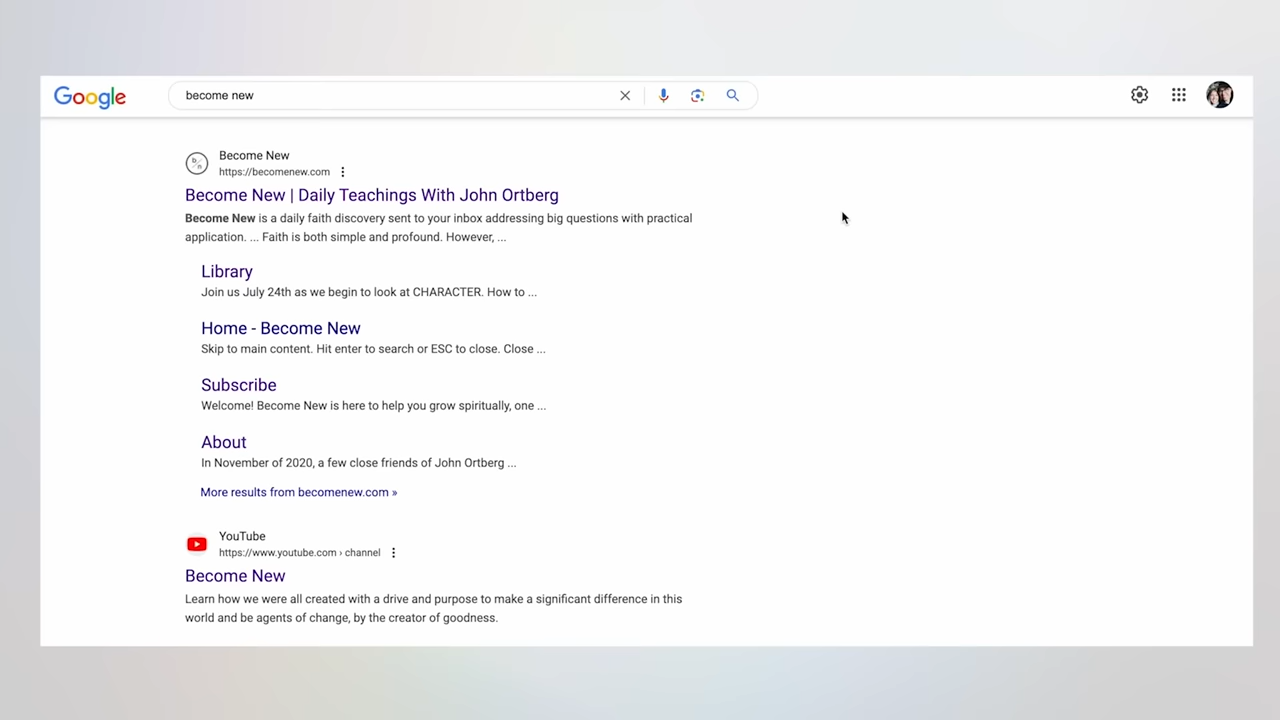 Google
become new
Become New
https://becomenew.com
Become New | Daily Teachings With John Ortberg
Become New is a daily faith discovery sent to your inbox addressing big questions with practical
application. ... Faith is both simple and profound. However, ...
Library
Join us July 24th as we begin to look at CHARACTER. How to ...
Home - Become New
Skip to main content. Hit enter to search or ESC to close. Close ...
Subscribe
Welcome! Become New is here to help you grow spiritually, one ...
About
In November of 2020, a few close friends of John Ortberg ...
More results from becomenew.com »
YouTube
https://www.youtube.com › channel
Become New
Learn how we were all created with a drive and purpose to make a significant difference in this
world and be agents of change, by the creator of goodness.